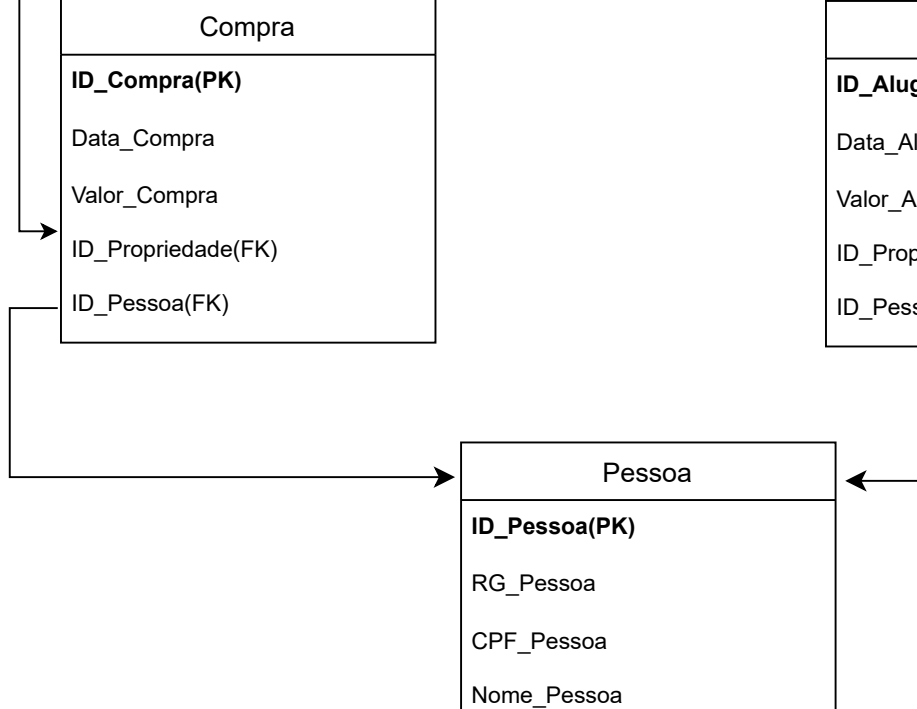 Compra
ID_Compra(PK)
Data_Compra
Valor_Compra
ID_Propriedade(FK)
ID_Pessoa(FK)
Pessoa
ID_Pessoa(PK)
RG_Pessoa
CPF_Pessoa
Nome_Pessoa